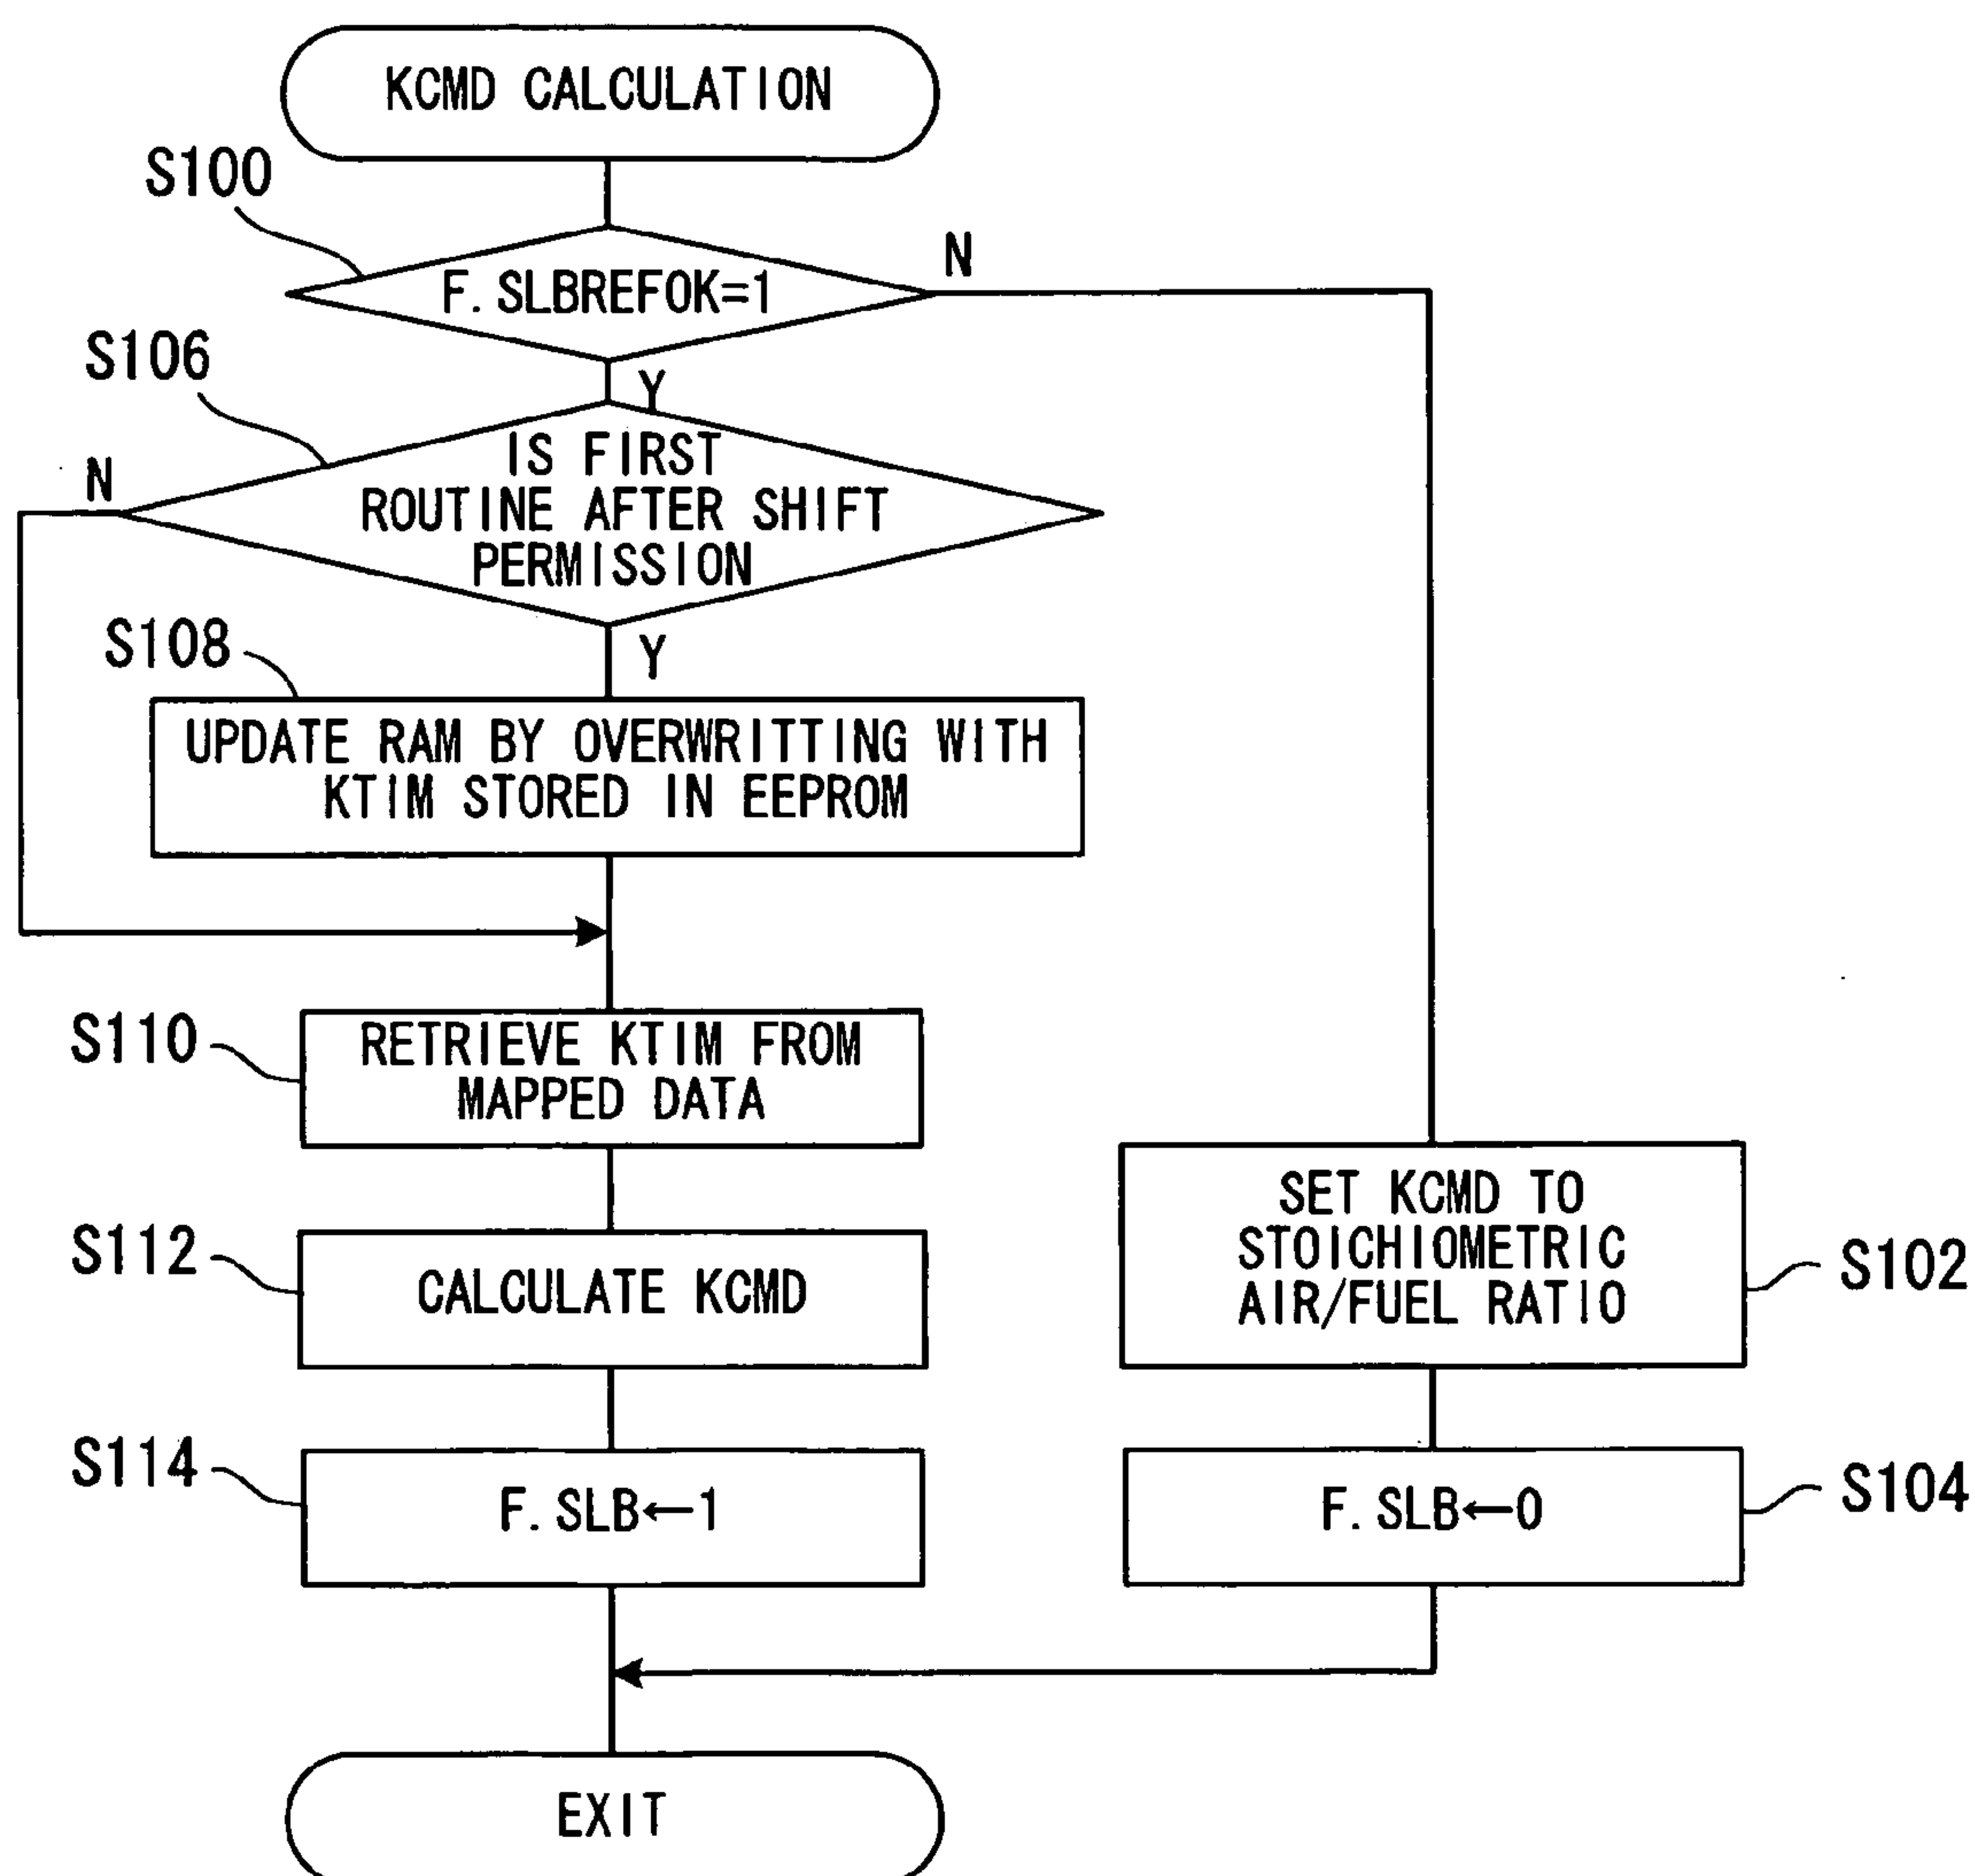 KCMD CALCULATION
S100
F.SLBREFOK=1
N
S106
Y
IS FIRST
ROUTINE AFTER SHIFT
PERMISSION
N
S108
Y
UPDATE RAM BY OVERWRITTING WITH
KTIM STORED IN EEPROM
S110
RETRIEVE KTIM FROM
MAPPED DATA
S112
CALCULATE KCMD
SET KCMD TO
STOICHIOMETRIC
AIR/FUEL RATIO
S102
S114
F.SLB←1
F.SLB←0
S104
EXIT